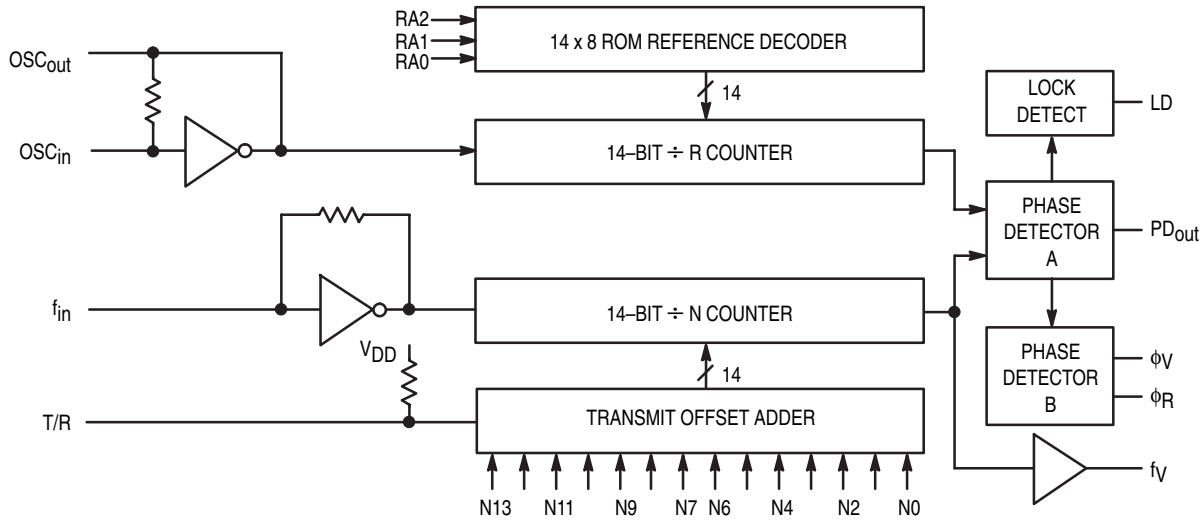 RA2
RA1
RA0
14 x 8 ROM REFERENCE DECODER
OSCout
14
LOCK
DETECT
LD
OSCin
14–BIT ÷ R COUNTER
PHASE
DETECTOR
A
PDout
fin
14–BIT ÷ N COUNTER
VDD
14
PHASE
DETECTOR
B
ϕV
ϕR
T/R
TRANSMIT OFFSET ADDER
fV
N13 N11 N9 N7 N6 N4 N2 N0